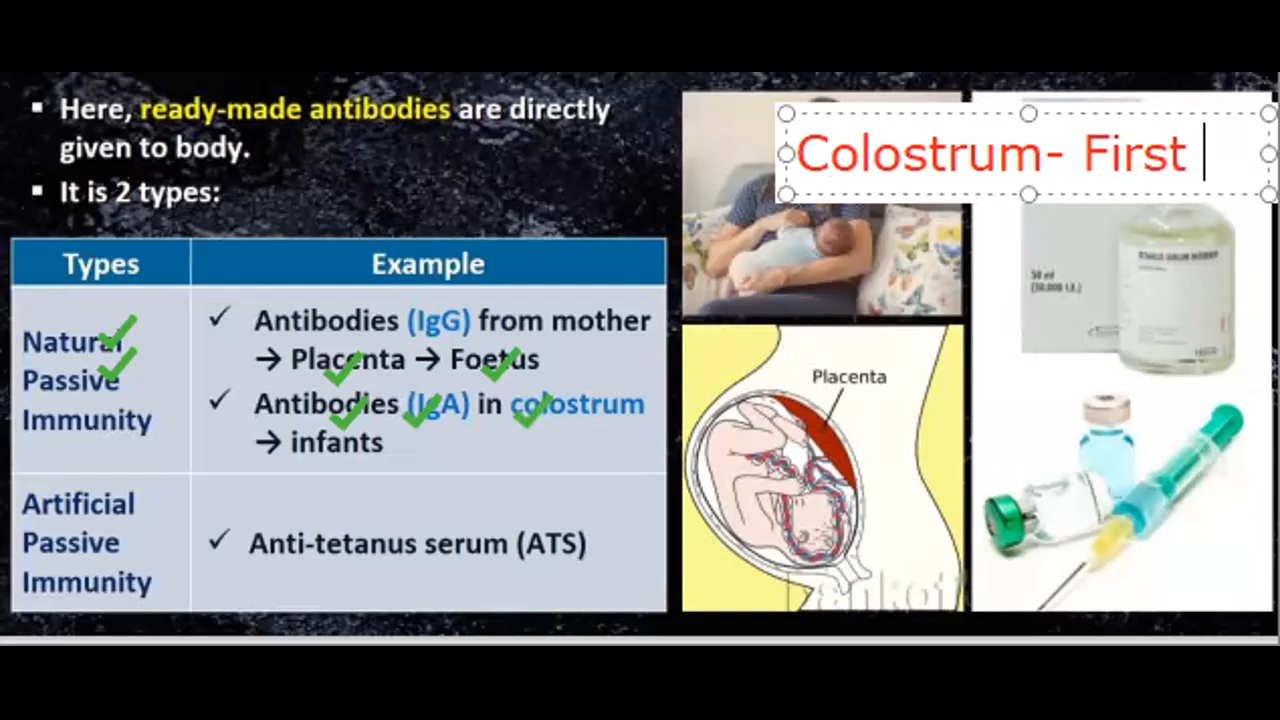 ▪ Here, ready-made antibodies are directly
given to body.
▪ It is 2 types:
Types
Example
Natural
Passive
Immunity
✓ Antibodies (IgG) from mother
→ Placenta → Foetus
✓ Antibodies (IgA) in colostrum
→ infants
Artificial
Passive
Immunity
✓ Anti-tetanus serum (ATS)
Colostrum- First
Placenta
50 ml